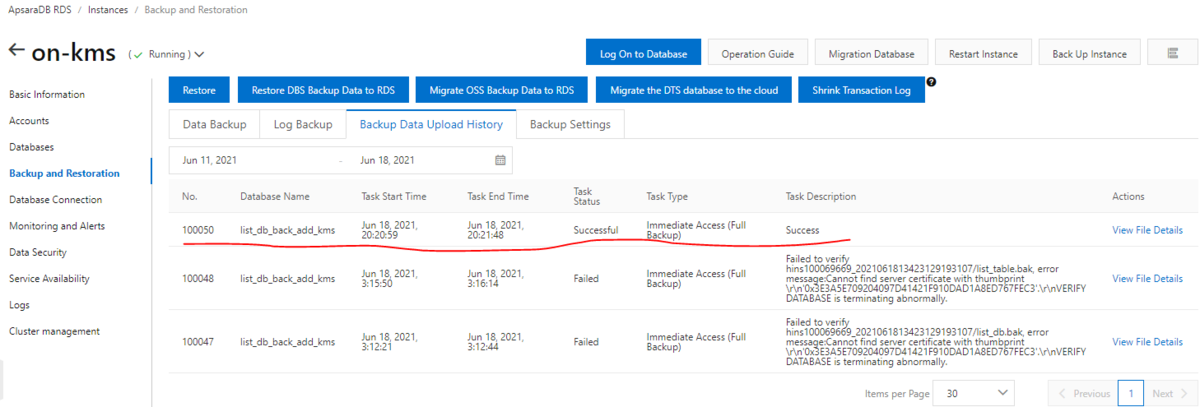 ApsaraDB RDS / Instances / Backup and Restoration
on-kms ( Running )
Log On to Database Operation Guide Migration Database Restart Instance Back Up Instance
Basic Information
Accounts
Databases
Backup and Restoration
Database Connection
Monitoring and Alerts
Data Security
Service Availability
Logs
Cluster management
Restore Restore DBS Backup Data to RDS Migrate OSS Backup Data to RDS Migrate the DTS database to the cloud Shrink Transaction Log ?
Data Backup Log Backup Backup Data Upload History Backup Settings
Jun 11, 2021 - Jun 18, 2021
No. Database Name Task Start Time Task End Time Task Status Task Type Task Description Actions
100050 list_db_back_add_kms Jun 18, 2021, 20:20:59 Jun 18, 2021, 20:21:48 Successful Immediate Access (Full Backup) Success View File Details
100048 list_db_back_add_kms Jun 18, 2021, 3:15:50 Jun 18, 2021, 3:16:14 Failed Immediate Access (Full Backup)
Failed to verify
hins100069669_20210618134231291​93107/list_table.bak, error
message:Cannot find server certificate with thumbprint
\r\n'0x3E3A5E709204097D41421F910DAD1A8ED767FEC3'.\r\nVERIFY
DATABASE is terminating abnormally.
View File Details
100047 list_db_back_add_kms Jun 18, 2021, 3:12:21 Jun 18, 2021, 3:12:44 Failed Immediate Access (Full Backup)
Failed to verify
hins100069669_20210618134231291​93107/list_db.bak, error
message:Cannot find server certificate with thumbprint
\r\n'0x3E3A5E709204097D41421F910DAD1A8ED767FEC3'.\r\nVERIFY
DATABASE is terminating abnormally.
View File Details
Items per Page 30 Previous 1 Next